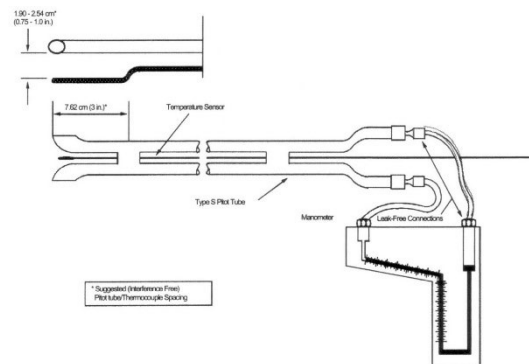 1.90 - 2.54 cm*
(0.75 - 1.0 in.)
7.62 cm (3 in.)*
Temperature Sensor
Type S Pitot Tube
Manometer
Leak-Free Connections
* Suggested (Interference Free)
Pitot tube/Thermocouple Spacing